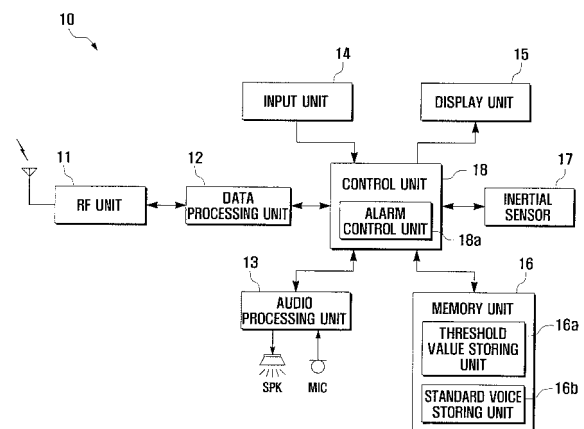 10
14
INPUT UNIT
15
DISPLAY UNIT
11
RF UNIT
12
DATA
PROCESSING UNIT
18
CONTROL UNIT
ALARM
CONTROL UNIT
18a
17
INERTIAL
SENSOR
13
AUDIO
PROCESSING UNIT
SPK
MIC
16
MEMORY UNIT
16a
THRESHOLD
VALUE STORING
UNIT
16b
STANDARD VOICE
STORING UNIT